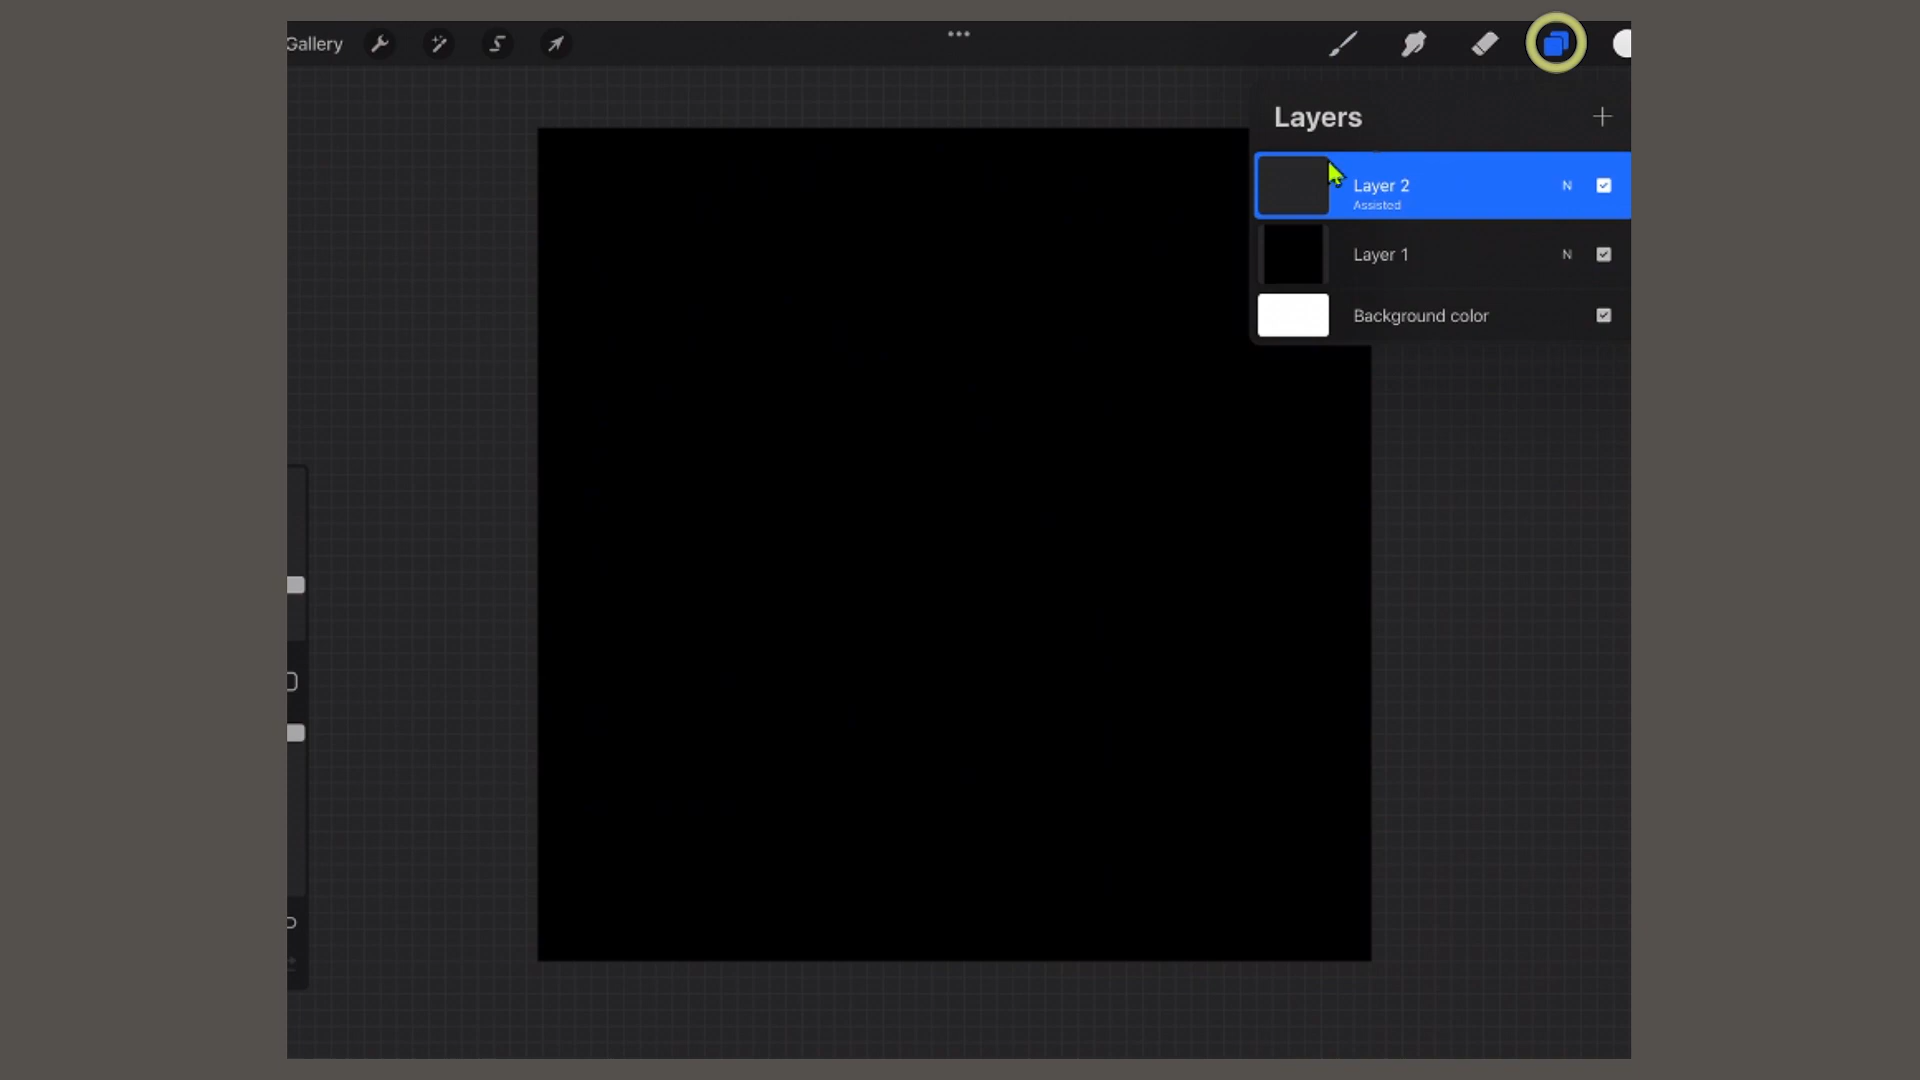 Gallery
Layers
Layer 2 N
Assisted
Layer 1 N
Background color